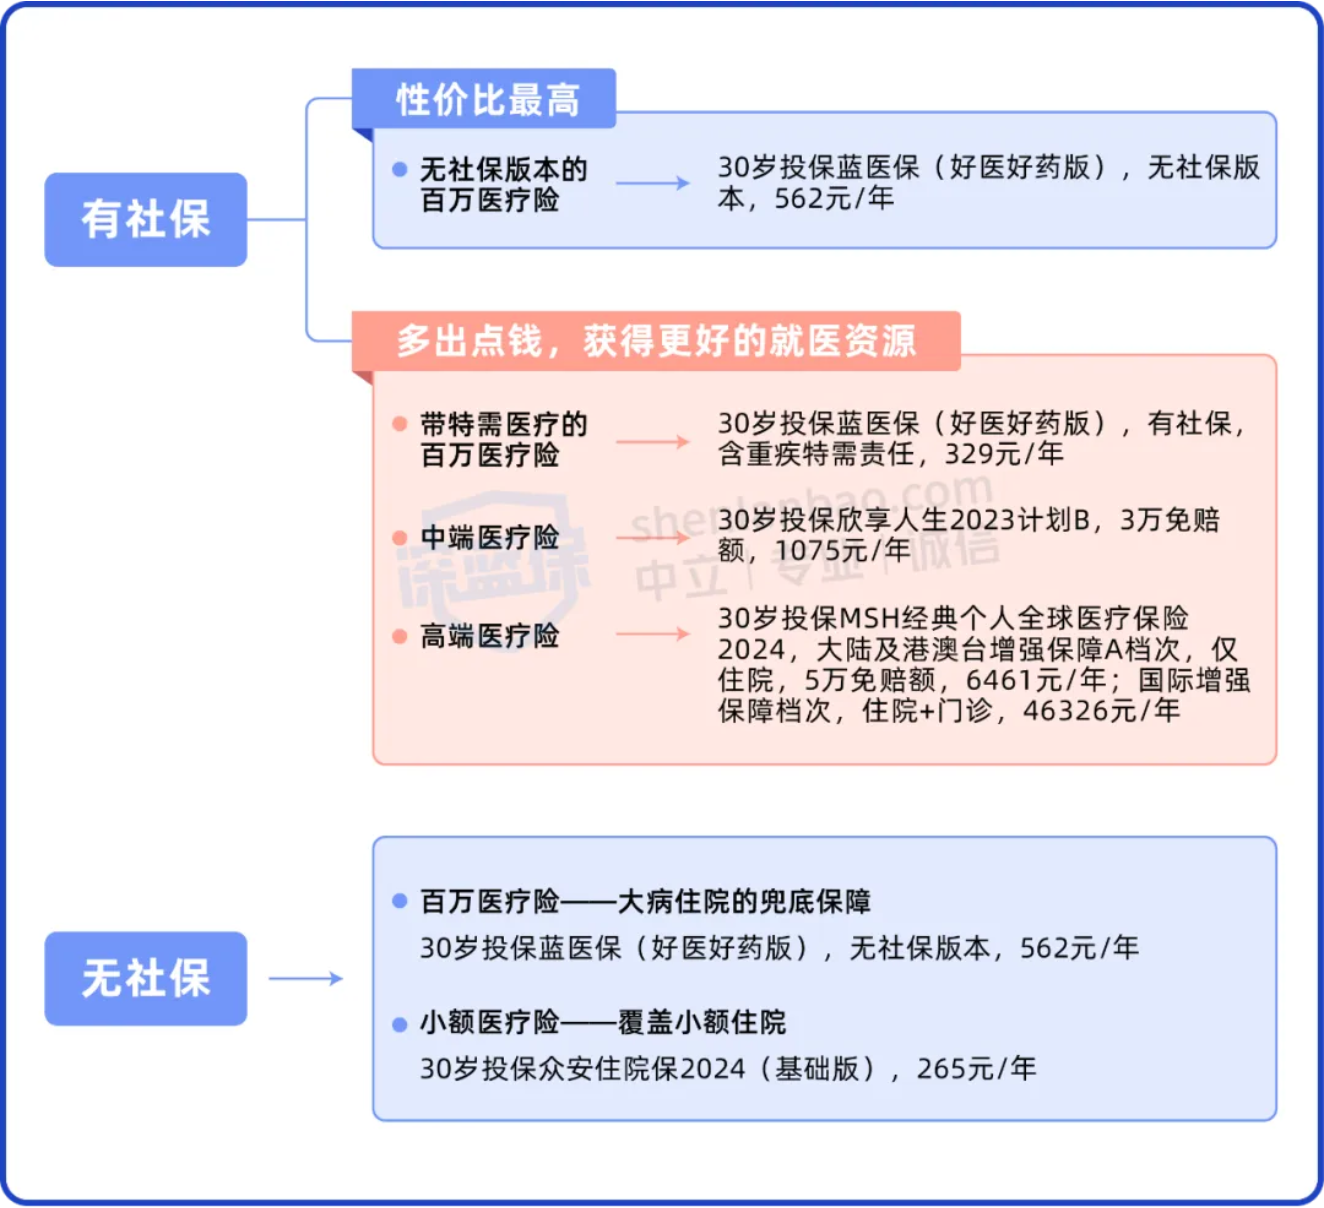 性价比最高
有社保
无社保版本的
百万医疗险
30岁投保蓝医保（好医好药版），无社保版
本，562元/年
多出点钱，获得更好的就医资源
带特需医疗的
百万医疗险
30岁投保蓝医保（好医好药版），有社保，
含重疾特需责任，329元/年
中端医疗险
30岁投保欣享人生2023计划B，3万免赔
额，1075元/年
高端医疗险
30岁投保MSH经典个人全球医疗保险
2024，大陆及港澳台增强保障A档次，仅
住院，5万免赔额，6461元/年；国际增强
保障档次，住院+门诊，46326元/年
深蓝保
shenlanbao.com
中立｜专业｜诚信
无社保
百万医疗险——大病住院的兜底保障
30岁投保蓝医保（好医好药版），无社保版本，562元/年
小额医疗险——覆盖小额住院
30岁投保众安住院保2024（基础版），265元/年